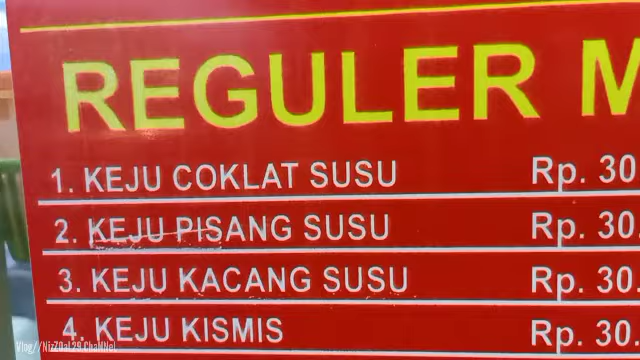 REGULER M
1. KEJU COKLAT SUSU Rp. 30
2. KEJU PISANG SUSU Rp. 30.
3. KEJU KACANG SUSU Rp. 30.
4. KEJU KISMIS Rp. 30.